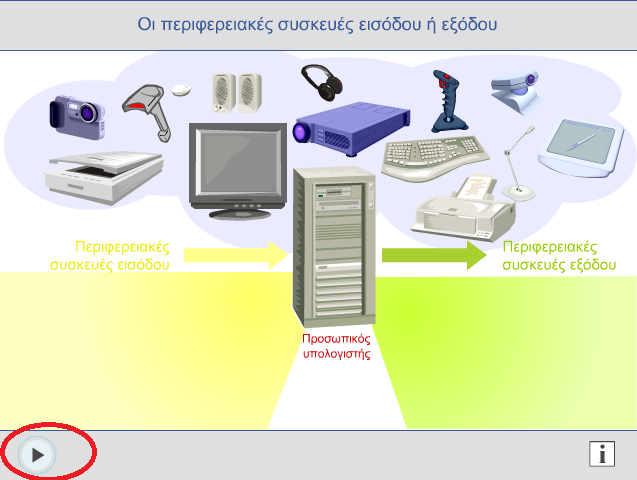 Οι περιφερειακές συσκευές εισόδου ή εξόδου
Περιφερειακές
συσκευές εισόδου
Περιφερειακές
συσκευές εξόδου
Προσωπικός
υπολογιστής
i